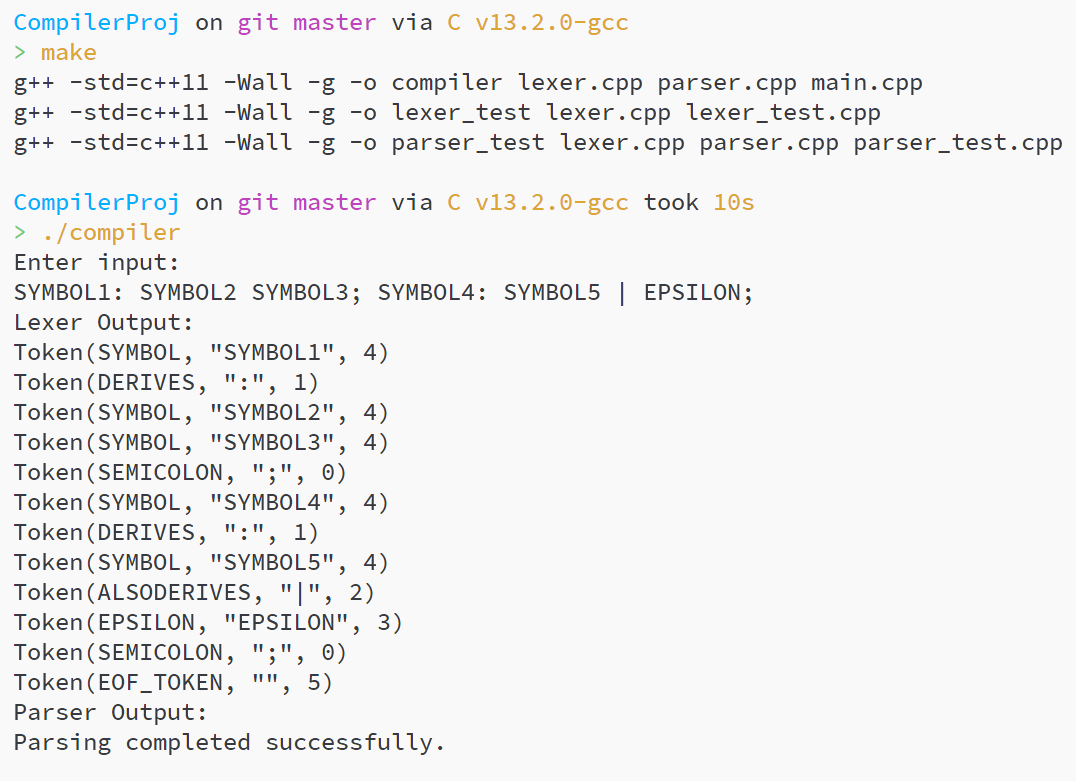 CompilerProj on git master via C v13.2.0-gcc
> make
g++ -std=c++11 -Wall -g -o compiler lexer.cpp parser.cpp main.cpp
g++ -std=c++11 -Wall -g -o lexer_test lexer.cpp lexer_test.cpp
g++ -std=c++11 -Wall -g -o parser_test lexer.cpp parser.cpp parser_test.cpp
CompilerProj on git master via C v13.2.0-gcc took 10s
> ./compiler
Enter input:
SYMBOL1: SYMBOL2 SYMBOL3; SYMBOL4: SYMBOL5 | EPSILON;
Lexer Output:
Token(SYMBOL, "SYMBOL1", 4)
Token(DERIVES, ":", 1)
Token(SYMBOL, "SYMBOL2", 4)
Token(SYMBOL, "SYMBOL3", 4)
Token(SEMICOLON, ";", 0)
Token(SYMBOL, "SYMBOL4", 4)
Token(DERIVES, ":", 1)
Token(SYMBOL, "SYMBOL5", 4)
Token(ALSODERIVES, "|", 2)
Token(EPSILON, "EPSILON", 3)
Token(SEMICOLON, ";", 0)
Token(EOF_TOKEN, "", 5)
Parser Output:
Parsing completed successfully.